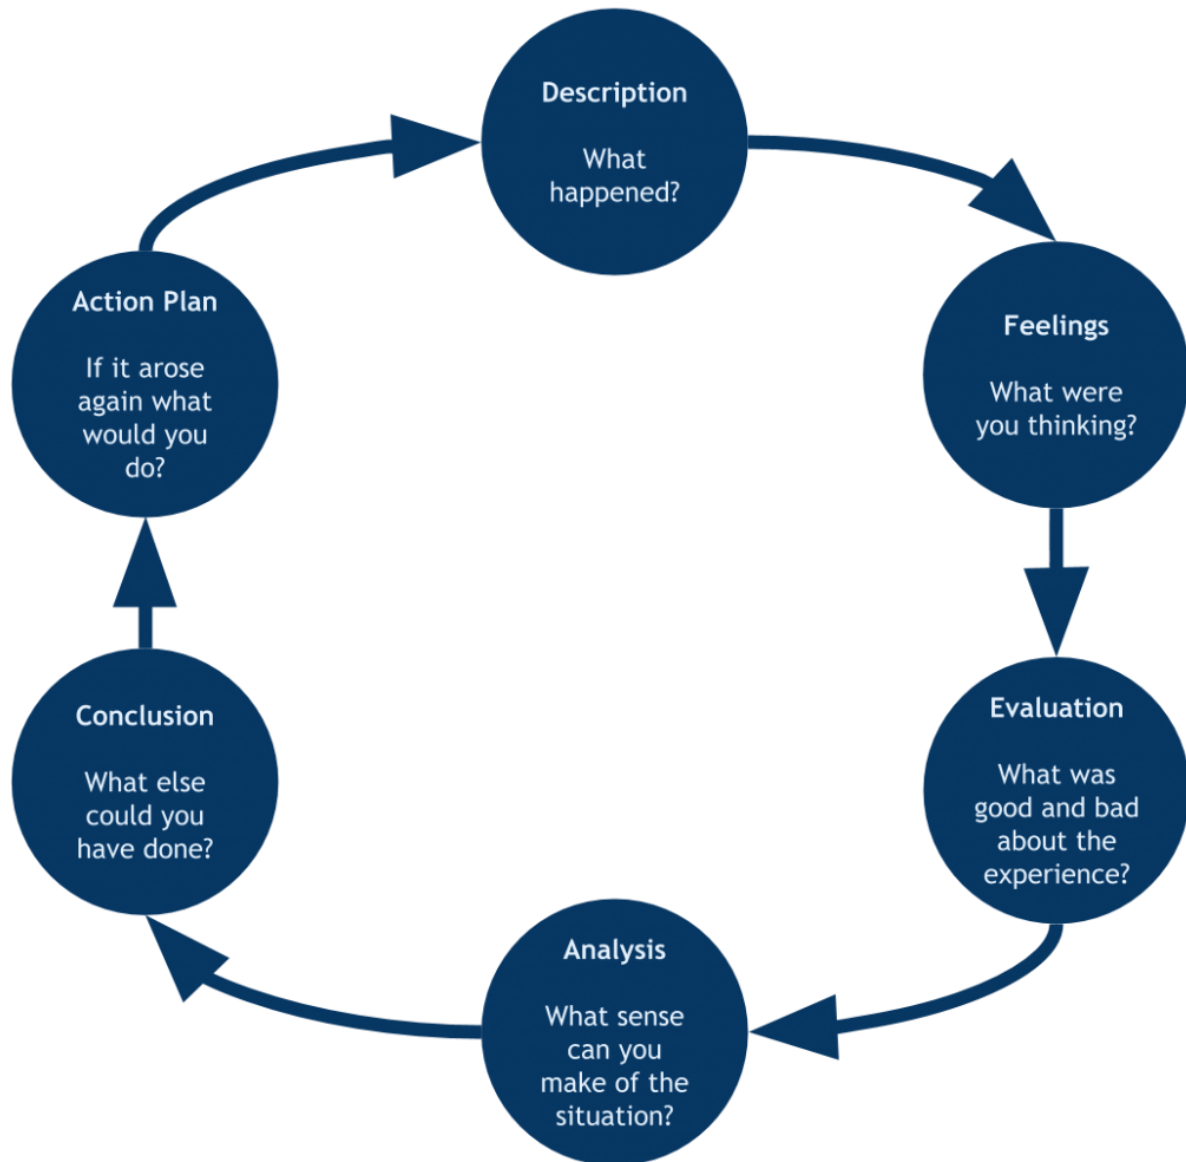 Description
What
happened?
Feelings
What were
you thinking?
Evaluation
What was
good and bad
about the
experience?
Analysis
What sense
can you
make of the
situation?
Conclusion
What else
could you
have done?
Action Plan
If it arose
again what
would you
do?